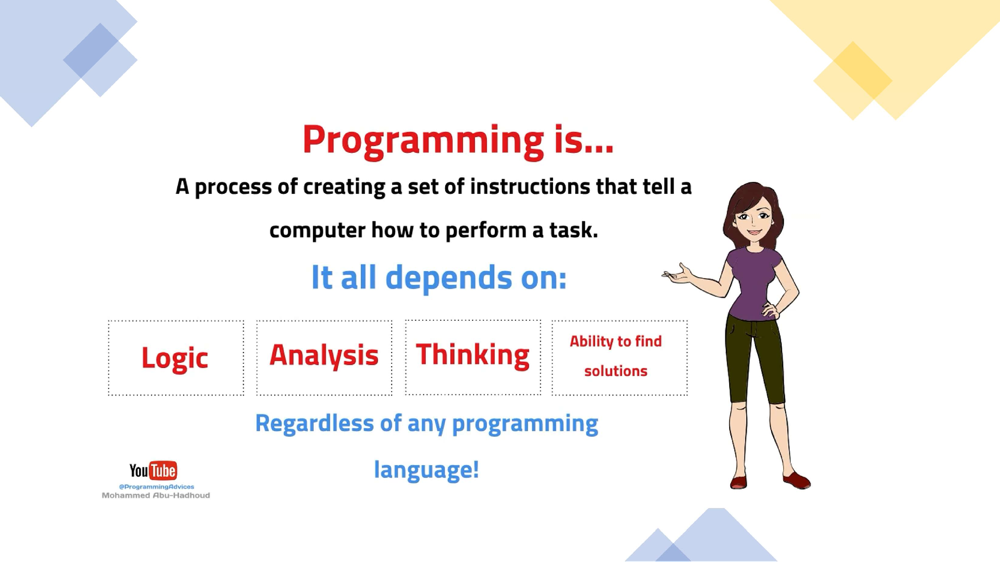 Programming is...
A process of creating a set of instructions that tell a
computer how to perform a task.
It all depends on:
Logic
Analysis
Thinking
Ability to find
solutions
Regardless of any programming
language!
YouTube
@ProgrammingAdvices
Mohammed Abu-Hadhoud